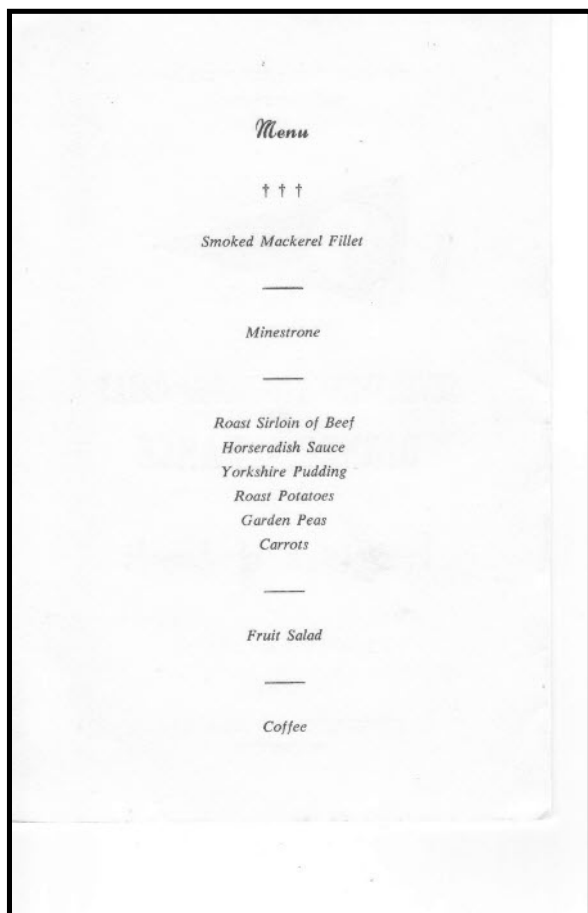 Menu
† † †
Smoked Mackerel Fillet
Minestrone
Roast Sirloin of Beef
Horseradish Sauce
Yorkshire Pudding
Roast Potatoes
Garden Peas
Carrots
Fruit Salad
Coffee